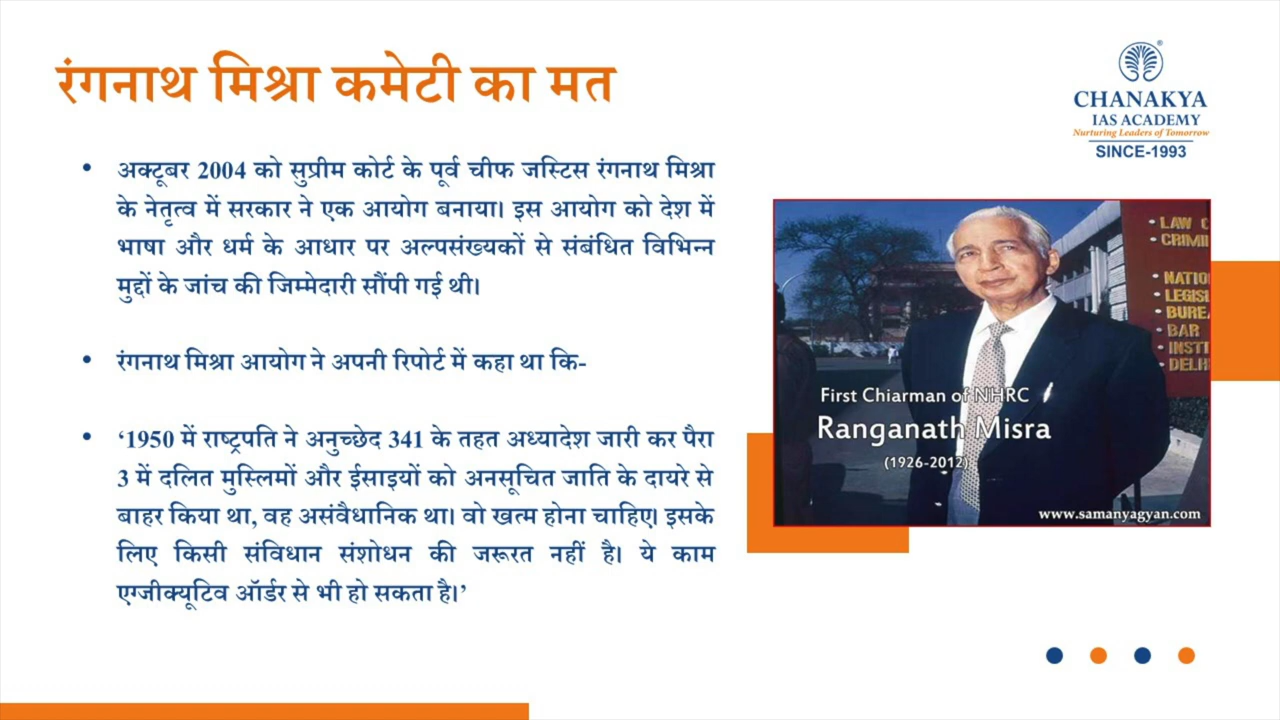 रंगनाथ मिश्रा कमेटी का मत
CHANAKYA
IAS ACADEMY
Nurturing Leaders of Tomorrow
SINCE-1993
• अक्टूबर 2004 को सुप्रीम कोर्ट के पूर्व चीफ जस्टिस रंगनाथ मिश्रा
के नेतृत्व में सरकार ने एक आयोग बनाया। इस आयोग को देश में
भाषा और धर्म के आधार पर अल्पसंख्यकों से संबंधित विभिन्न
मुद्दों के जांच की जिम्मेदारी सौंपी गई थी।
• रंगनाथ मिश्रा आयोग ने अपनी रिपोर्ट में कहा था कि-
• ‘1950 में राष्ट्रपति ने अनुच्छेद 341 के तहत अध्यादेश जारी कर पैरा
3 में दलित मुस्लिमों और ईसाइयों को अनसूचित जाति के दायरे से
बाहर किया था, वह असंवैधानिक था। वो खत्म होना चाहिए। इसके
लिए किसी संविधान संशोधन की जरूरत नहीं है। ये काम
एग्जीक्यूटिव ऑर्डर से भी हो सकता है।’
• LAW C
• CRIMI
• NATIO
• LEGISL
• BURE
• BAR
• INSTI
• DELH
First Chiarman of NHRC
Ranganath Misra
(1926-2012)
www.samanyagyan.com